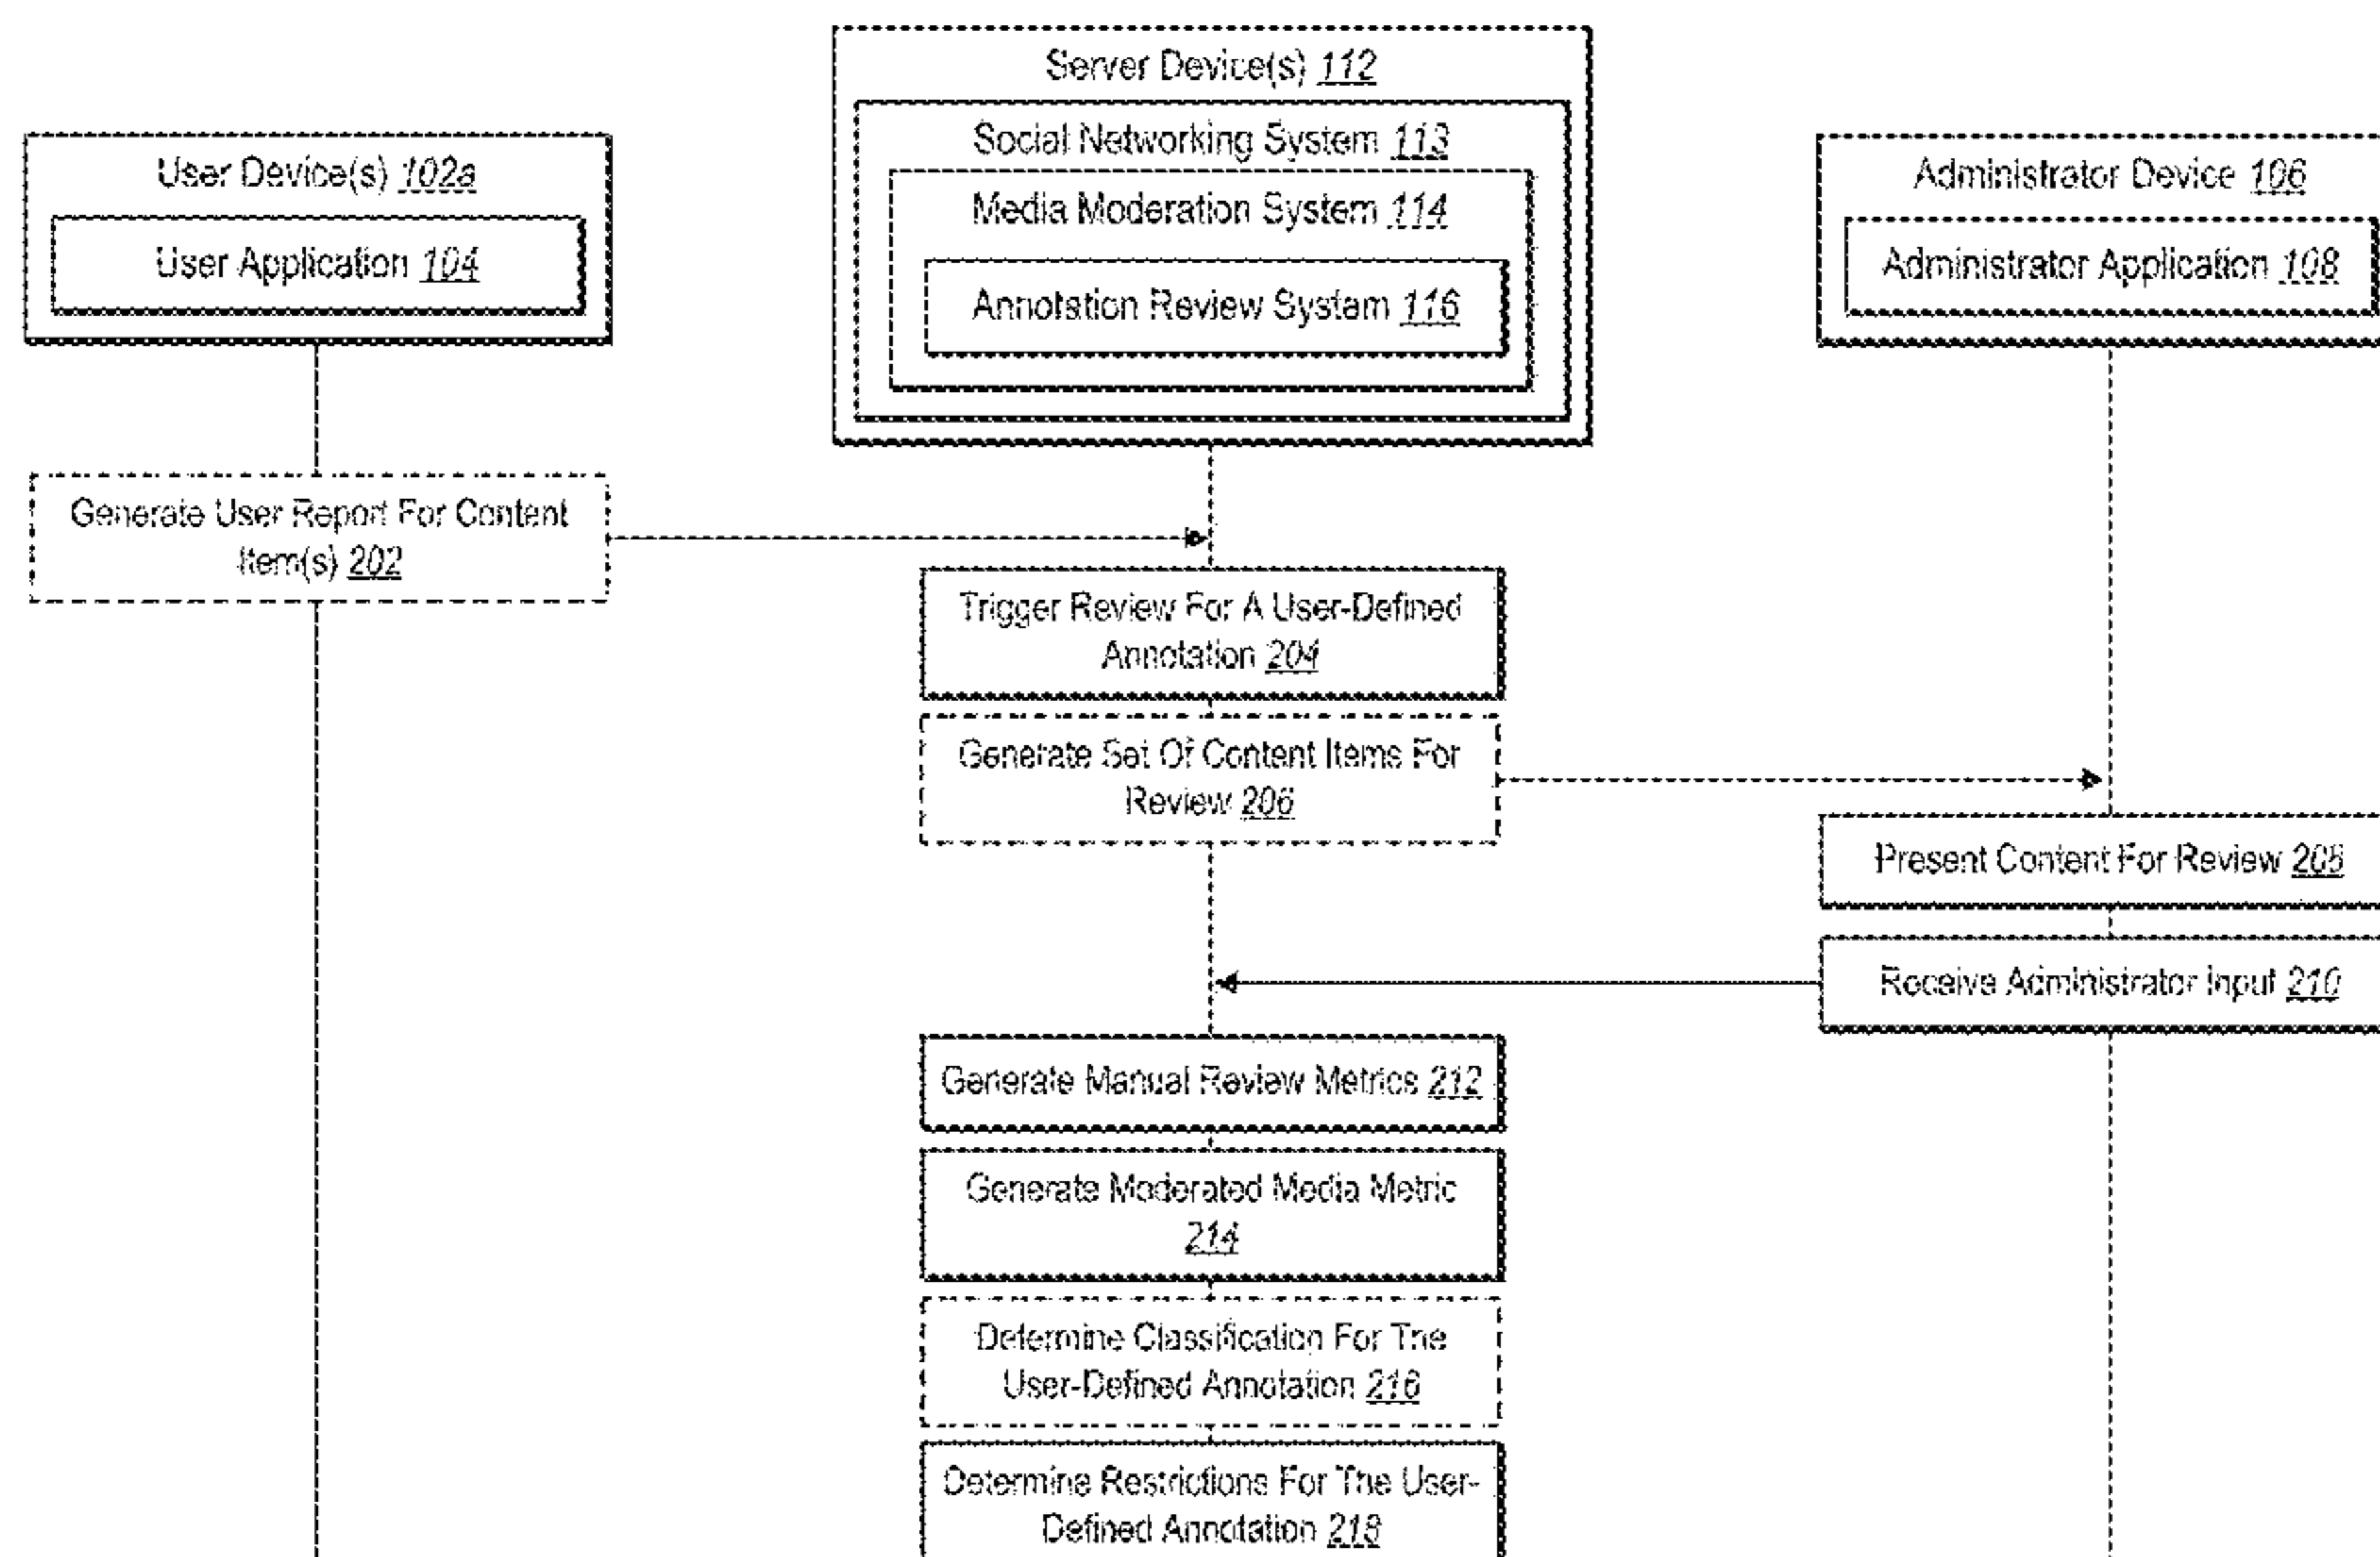 Server Device(s) 112
Social Networking System 113
Media Moderation System 114
Annotation Review System 116
User Device(s) 102a
User Application 104
Administrator Device 106
Administrator Application 108
Generate User Report For Content
Item(s) 202
Trigger Review For A User-Defined
Annotation 204
Generate Set Of Content Items For
Review 206
Present Content For Review 208
Receive Administrator Input 210
Generate Manual Review Metrics 212
Generate Moderated Media Metric
214
Determine Classification For The
User-Defined Annotation 216
Determine Restrictions For The User-
Defined Annotation 218